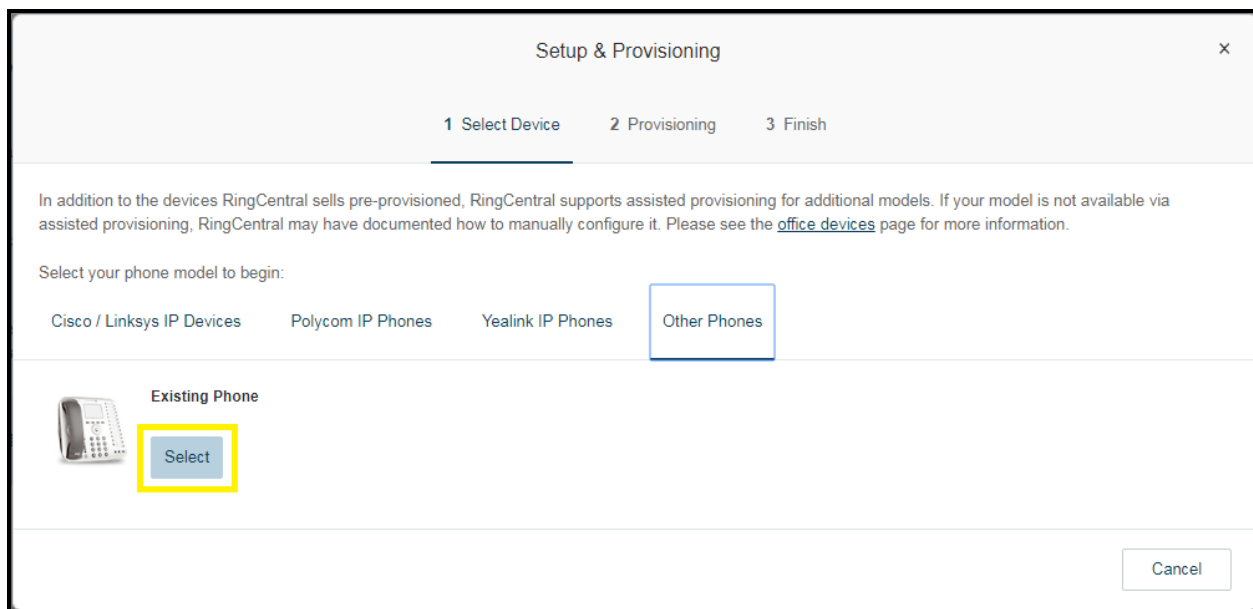 Setup & Provisioning
×
1 Select Device 2 Provisioning 3 Finish
In addition to the devices RingCentral sells pre-provisioned, RingCentral supports assisted provisioning for additional models. If your model is not available via
assisted provisioning, RingCentral may have documented how to manually configure it. Please see the office devices page for more information.
Select your phone model to begin:
Cisco / Linksys IP Devices Polycom IP Phones Yealink IP Phones Other Phones
Existing Phone
Select
Cancel